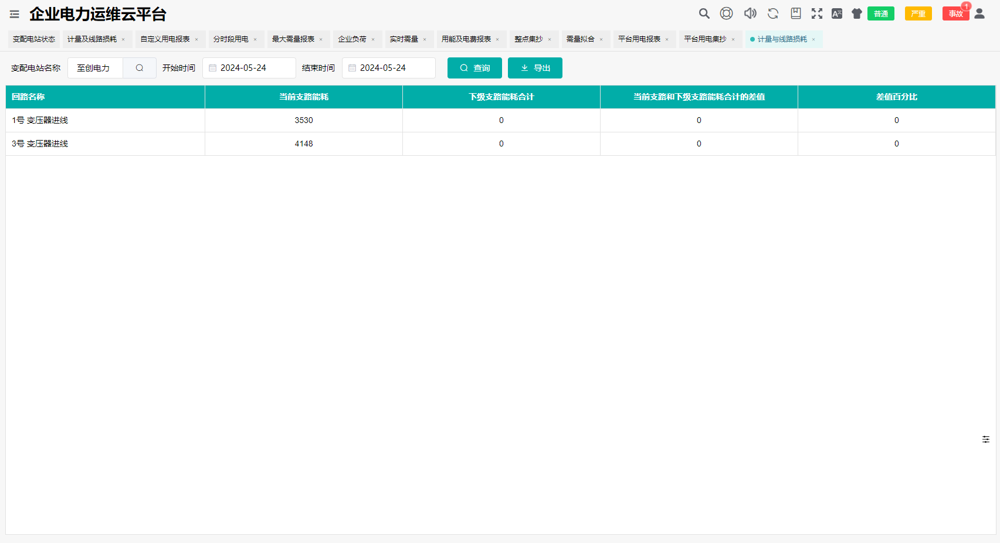 企业电力运维云平台
普通 严重 事故 1
变配电站状态 计量及线路损耗 × 自定义用电报表 × 分时段用电 × 最大需量报表 × 企业负荷 × 实时需量 × 用能及电费报表 × 整点集抄 × 需量拟合 × 平台用电报表 × 平台用电集抄 × 计量与线路损耗 ×
变配电站名称 至创电力 开始时间 2024-05-24 结束时间 2024-05-24 查询 导出
回路名称 当前支路能耗 下级支路能耗合计 当前支路和下级支路能耗合计的差值 差值百分比
1号 变压器进线 3530 0 0 0
3号 变压器进线 4148 0 0 0